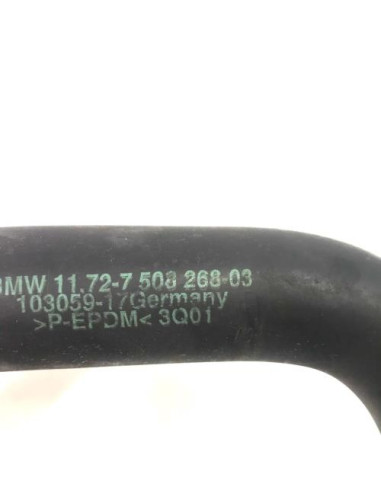 BMW 11.72-7 508 268-03
103059-17Germany
>P-EPDM< 3Q01